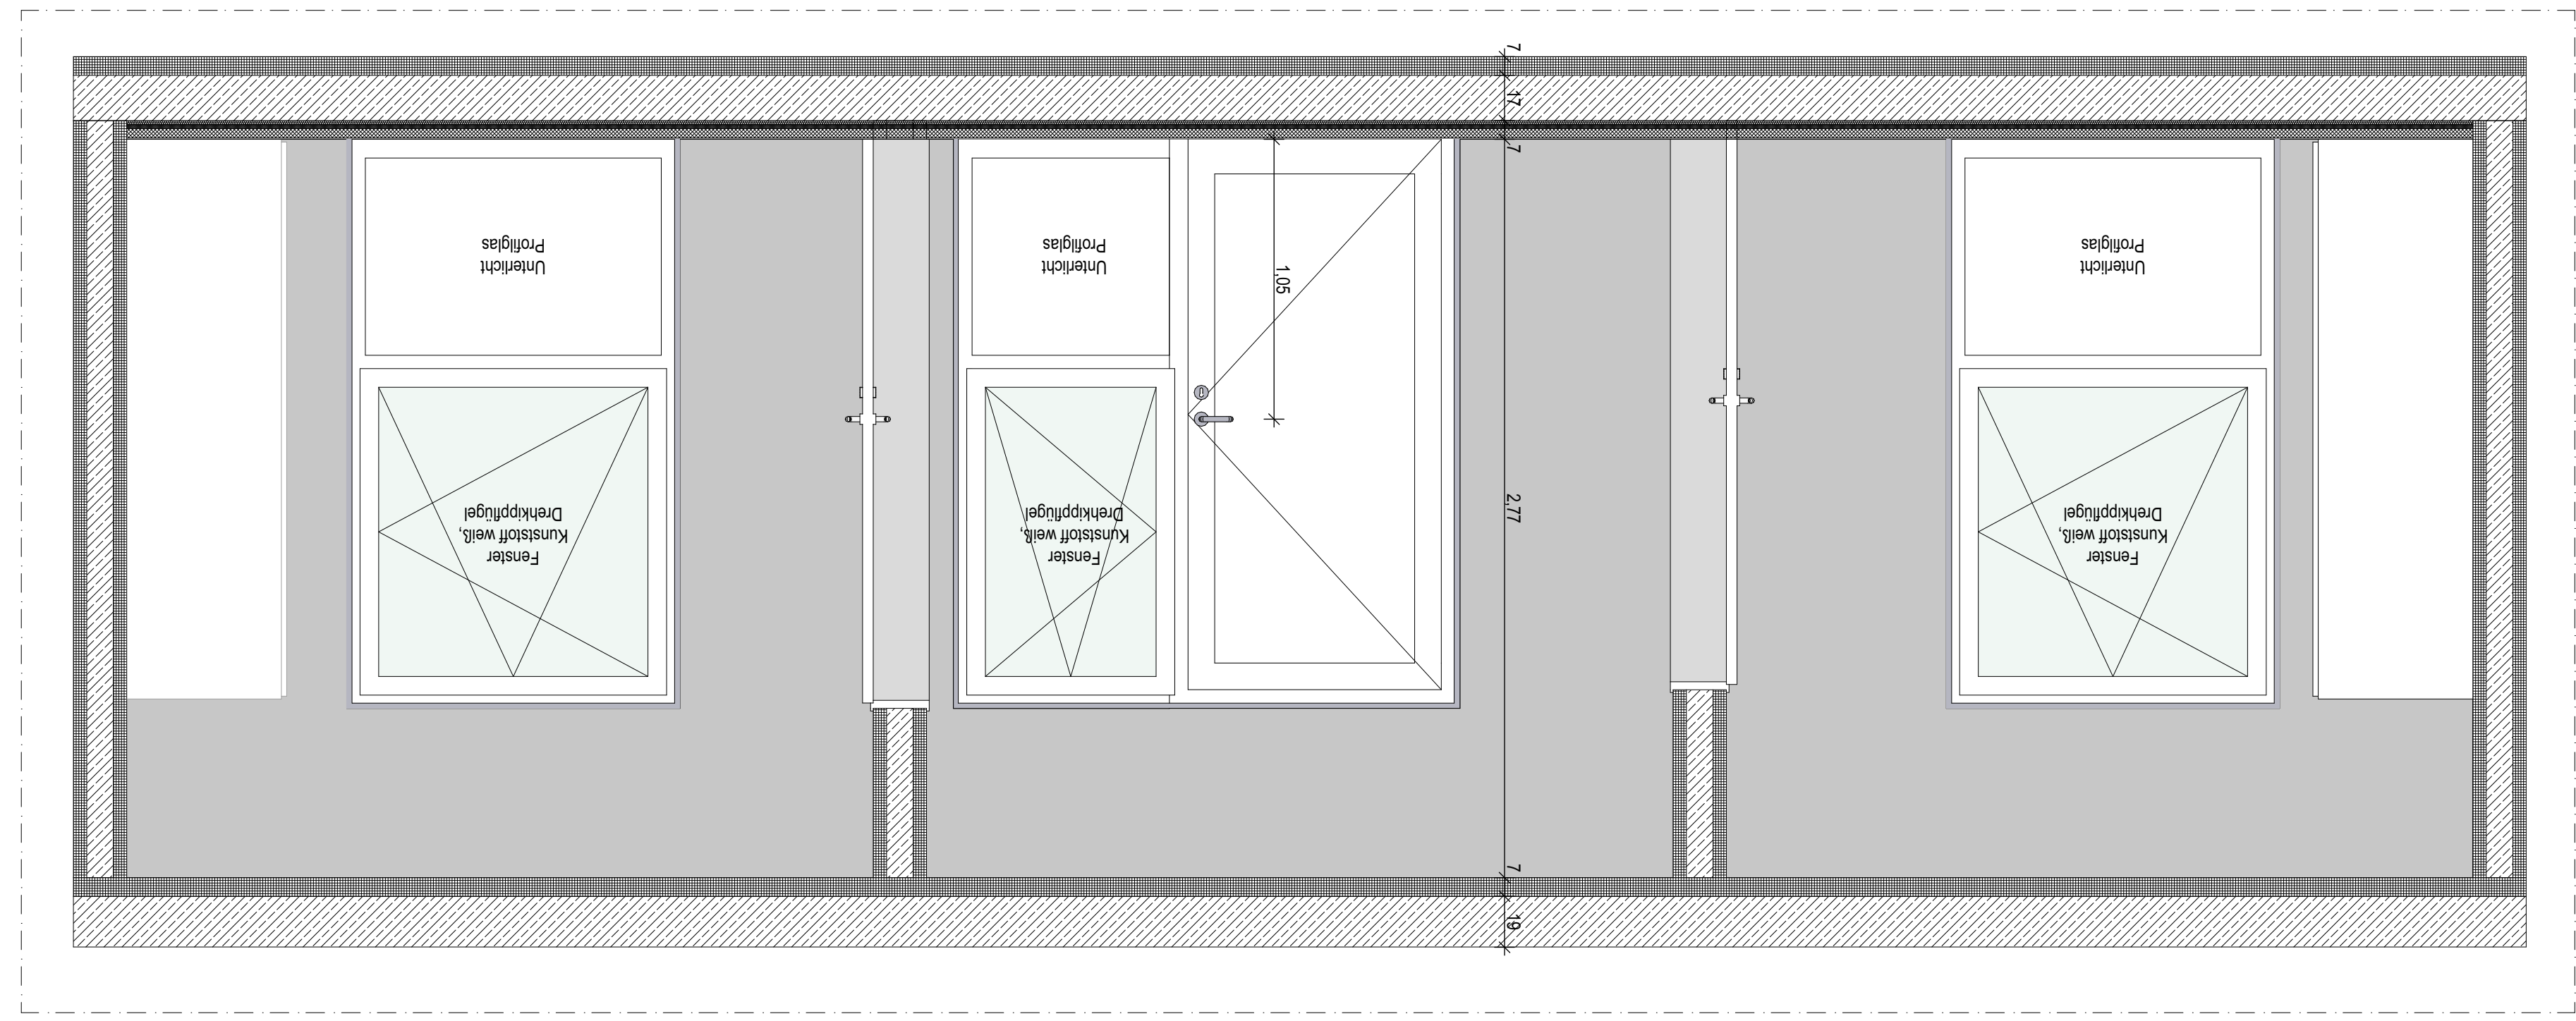 7
17
7
Unterlicht
Profilglas
Unterlicht
Profilglas
1,05
Unterlicht
Profilglas
Fenster
Kunststoff weiß,
Drehkippflügel
Fenster
Kunststoff weiß,
Drehkippflügel
2,77
Fenster
Kunststoff weiß,
Drehkippflügel
7
19